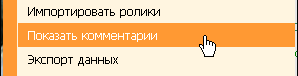 Импортировать ролики
Показать комментарии
Экспорт данных